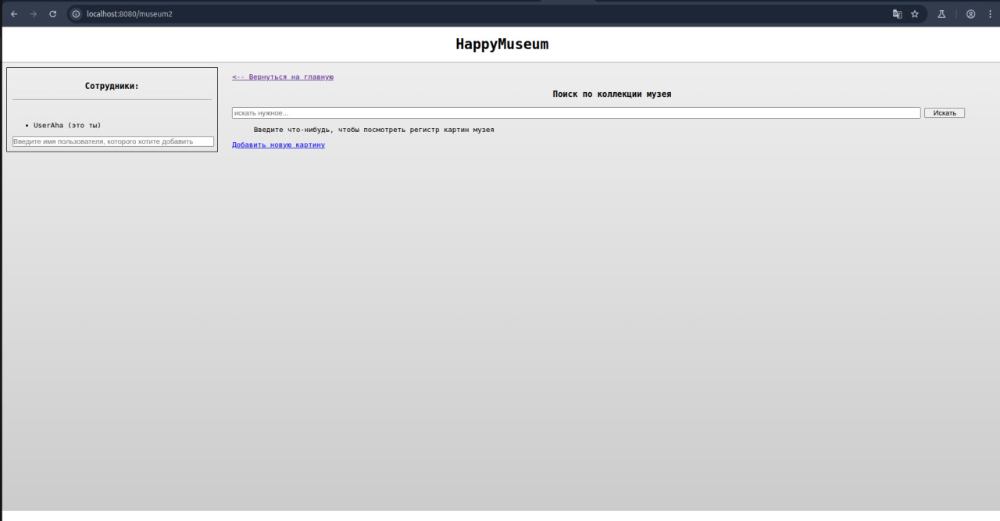 localhost:8080/museum2
HappyMuseum
Сотрудники:
UserAha (это ты)
Введите имя пользователя, которого хотите добавить
<-- Вернуться на главную
Поиск по коллекции музея
искать нужное...
Искать
Введите что-нибудь, чтобы посмотреть регистр картин музея
Добавить новую картину